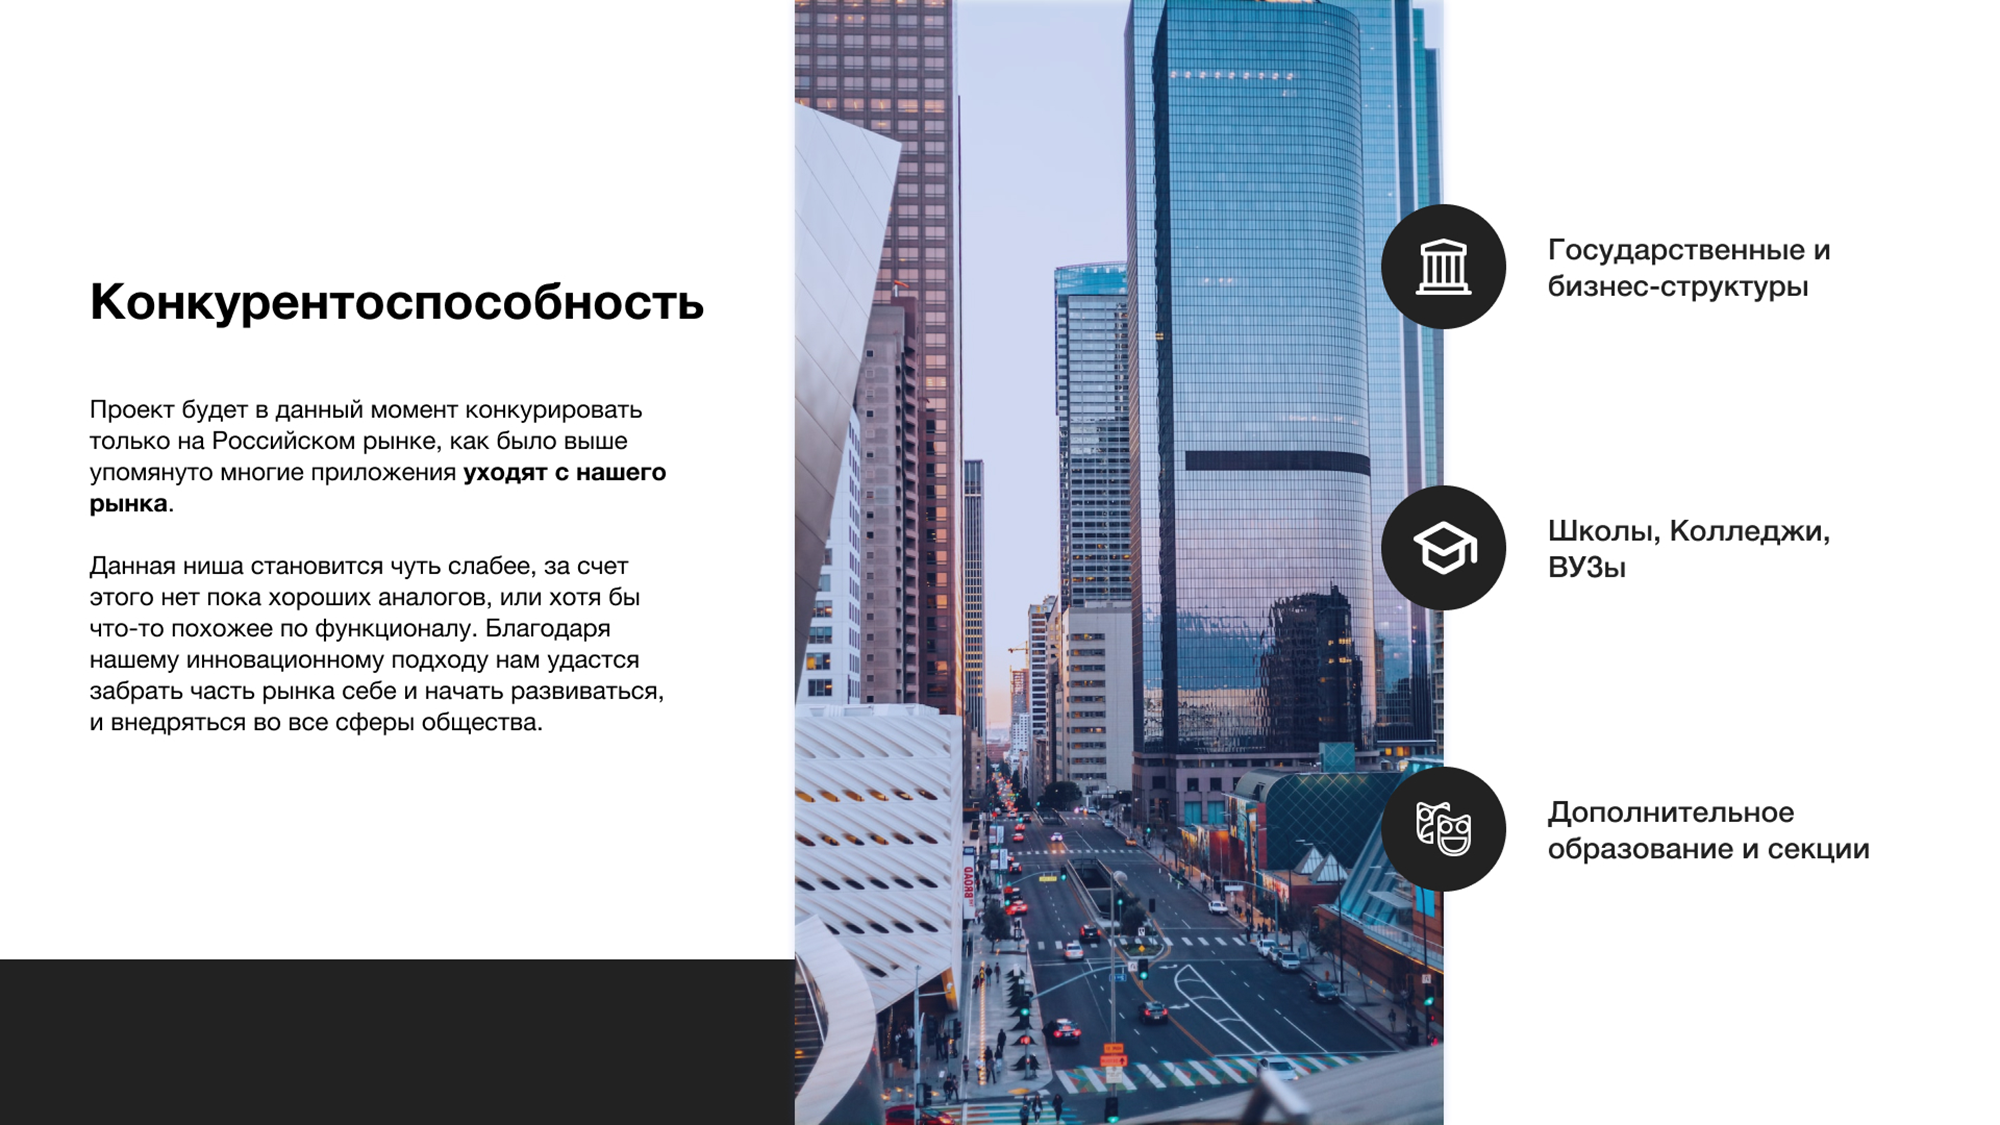 Конкурентоспособность
Проект будет в данный момент конкурировать
только на Российском рынке, как было выше
упомянуто многие приложения уходят с нашего
рынка.
Данная ниша становится чуть слабее, за счет
этого нет пока хороших аналогов, или хотя бы
что-то похожее по функционалу. Благодаря
нашему инновационному подходу нам удастся
забрать часть рынка себе и начать развиваться,
и внедряться во все сферы общества.
Государственные и
бизнес-структуры
Школы, Колледжи,
ВУЗы
Дополнительное
образование и секции